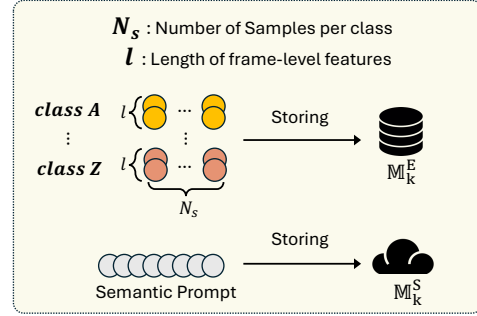 N_s : Number of Samples per class
l : Length of frame-level features
class A l ... Storing
⋮ ⋮
class Z l ... 𝕄_k^E
N_s
Storing
Semantic Prompt 𝕄_k^S